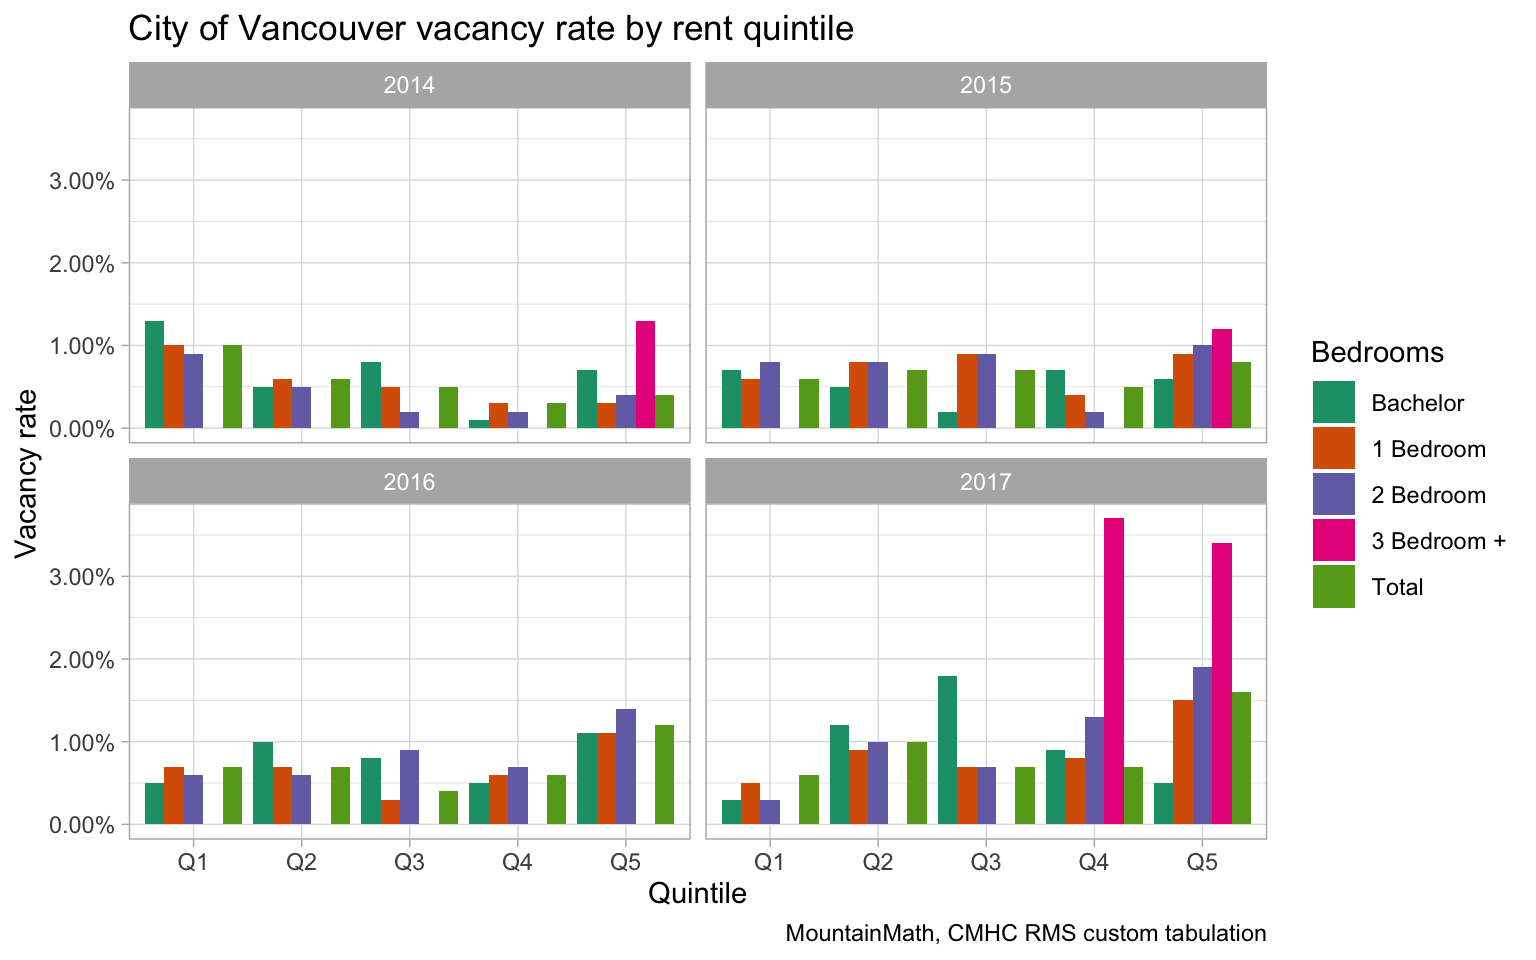 City of Vancouver vacancy rate by rent quintile
2014
2015
3.00%
2.00%
1.00%
0.00%
2016
2017
3.00%
2.00%
1.00%
0.00%
Vacancy rate
Q1 Q2 Q3 Q4 Q5
Q1 Q2 Q3 Q4 Q5
Quintile
Bedrooms
Bachelor
1 Bedroom
2 Bedroom
3 Bedroom +
Total
MountainMath, CMHC RMS custom tabulation